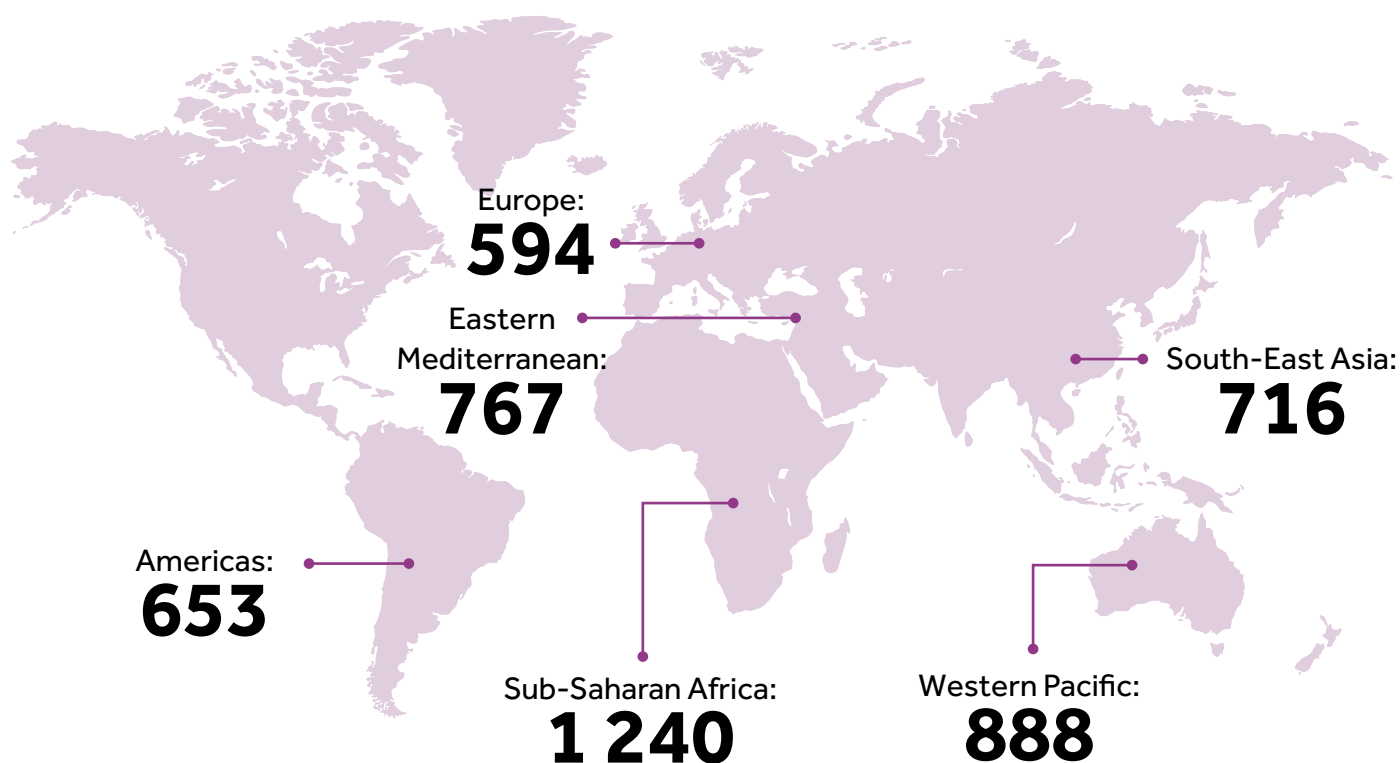 Europe:
594
Eastern
Mediterranean:
767
South-East Asia:
716
Americas:
653
Sub-Saharan Africa:
1 240
Western Pacific:
888